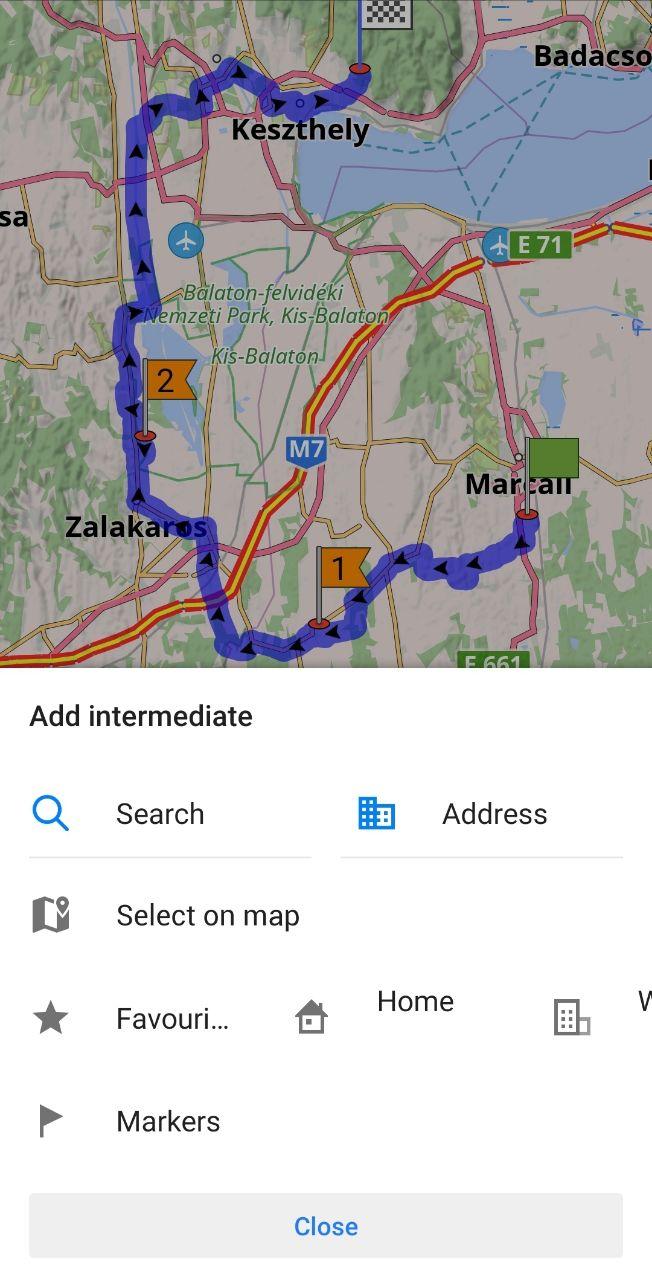 Badacso
Keszthely
sa
E 71
Balaton-felvidéki
Nemzeti Park, Kis-Balaton
Kis-Balaton
2
M7
Marcali
Zalakaros
1
E 661
Add intermediate
Search
Address
Select on map
Favouri...
Home
W
Markers
Close